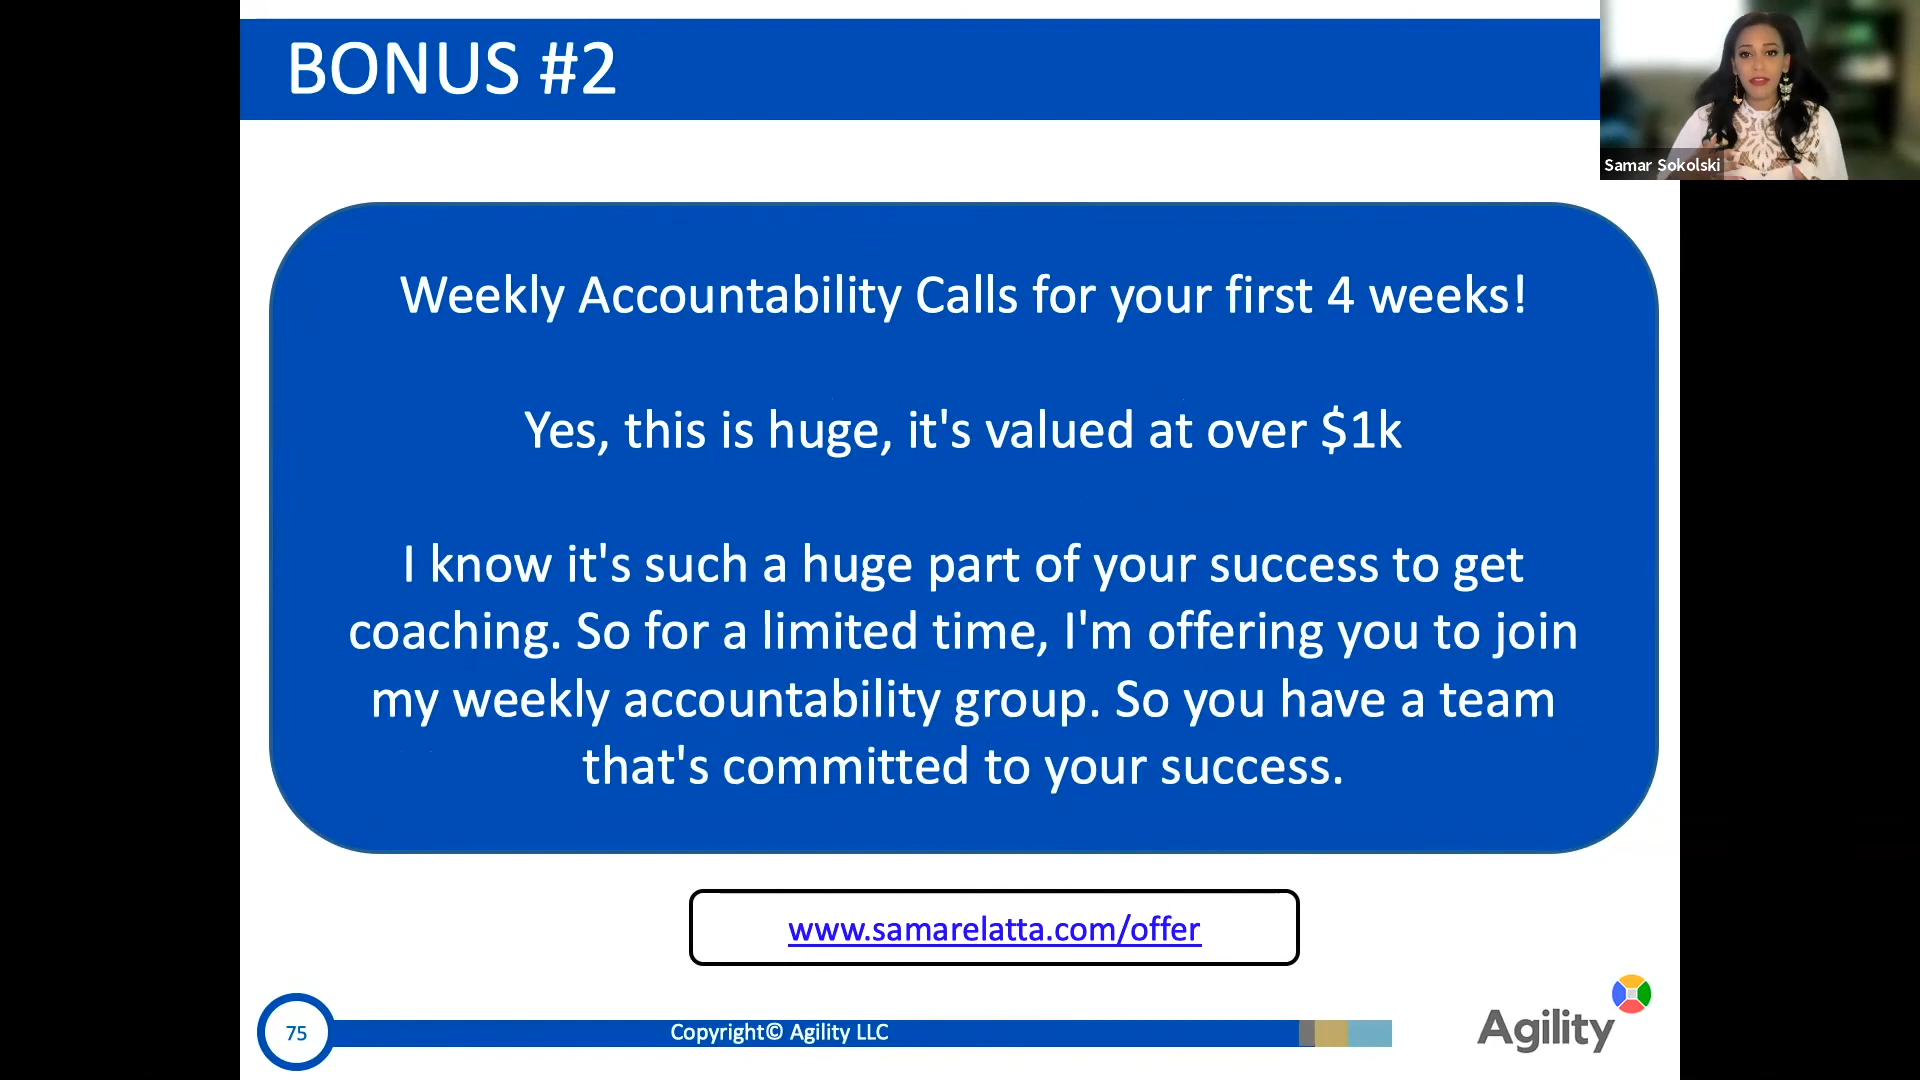 BONUS #2
Samar Sokolski
Weekly Accountability Calls for your first 4 weeks!
Yes, this is huge, it's valued at over $1k
I know it's such a huge part of your success to get
coaching. So for a limited time, I'm offering you to join
my weekly accountability group. So you have a team
that's committed to your success.
www.samarelatta.com/offer
75
Copyright© Agility LLC
Agility